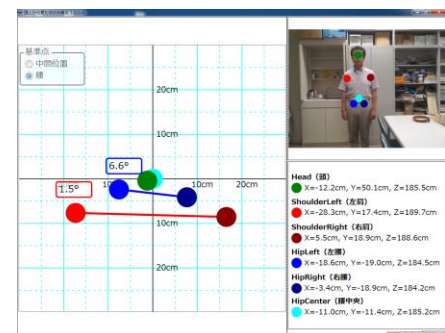 基準点
中間位置
腰
20cm
10cm
6.6°
1.5°
10cm
10cm
20cm
10cm
20cm
Head（頭）
X=-12.2cm, Y=50.1cm, Z=185.5cm
ShoulderLeft（左肩）
X=-28.3cm, Y=17.4cm, Z=189.7cm
ShoulderRight（右肩）
X=5.5cm, Y=18.9cm, Z=188.6cm
HipLeft（左腰）
X=-18.6cm, Y=-19.0cm, Z=184.5cm
HipRight（右腰）
X=-3.4cm, Y=-18.9cm, Z=184.2cm
HipCenter（腰中央）
X=-11.0cm, Y=-11.4cm, Z=185.2cm